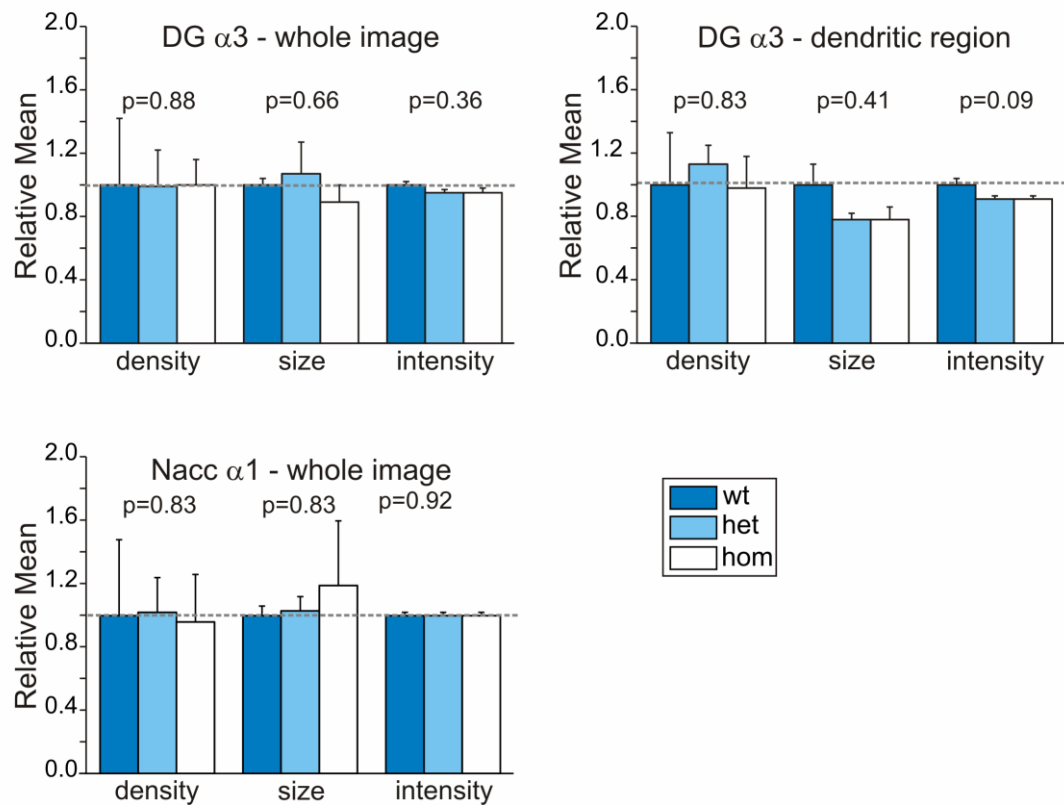 DG α3 - whole image
Relative Mean
2.0
1.6
1.2
0.8
0.4
0.0
p=0.88 p=0.66 p=0.36
density size intensity
DG α3 - dendritic region
Relative Mean
2.0
1.6
1.2
0.8
0.4
0.0
p=0.83 p=0.41 p=0.09
density size intensity
Nacc α1 - whole image
Relative Mean
2.0
1.6
1.2
0.8
0.4
0.0
p=0.83 p=0.83 p=0.92
density size intensity
wt
het
hom